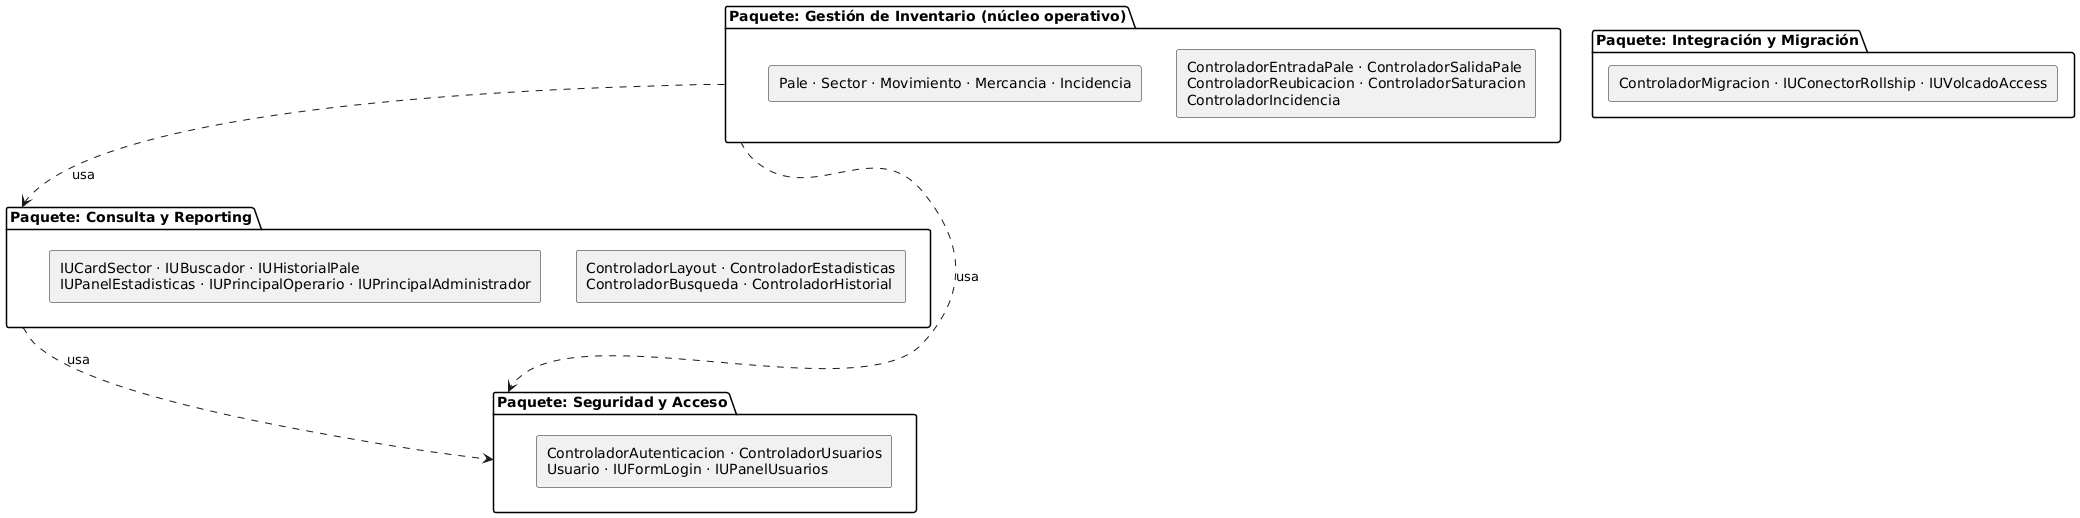 Paquete: Gestión de Inventario (núcleo operativo)
Pale · Sector · Movimiento · Mercancia · Incidencia
ControladorEntradaPale · ControladorSalidaPale
ControladorReubicacion · ControladorSaturacion
ControladorIncidencia
Paquete: Integración y Migración
ControladorMigracion · IUConectorRollship · IUVolcadoAccess
usa
usa
Paquete: Consulta y Reporting
IUCardSector · IUBuscador · IUHistorialPale
IUPanelEstadisticas · IUPrincipalOperario · IUPrincipalAdministrador
ControladorLayout · ControladorEstadisticas
ControladorBusqueda · ControladorHistorial
usa
Paquete: Seguridad y Acceso
ControladorAutenticacion · ControladorUsuarios
Usuario · IUFormLogin · IUPanelUsuarios